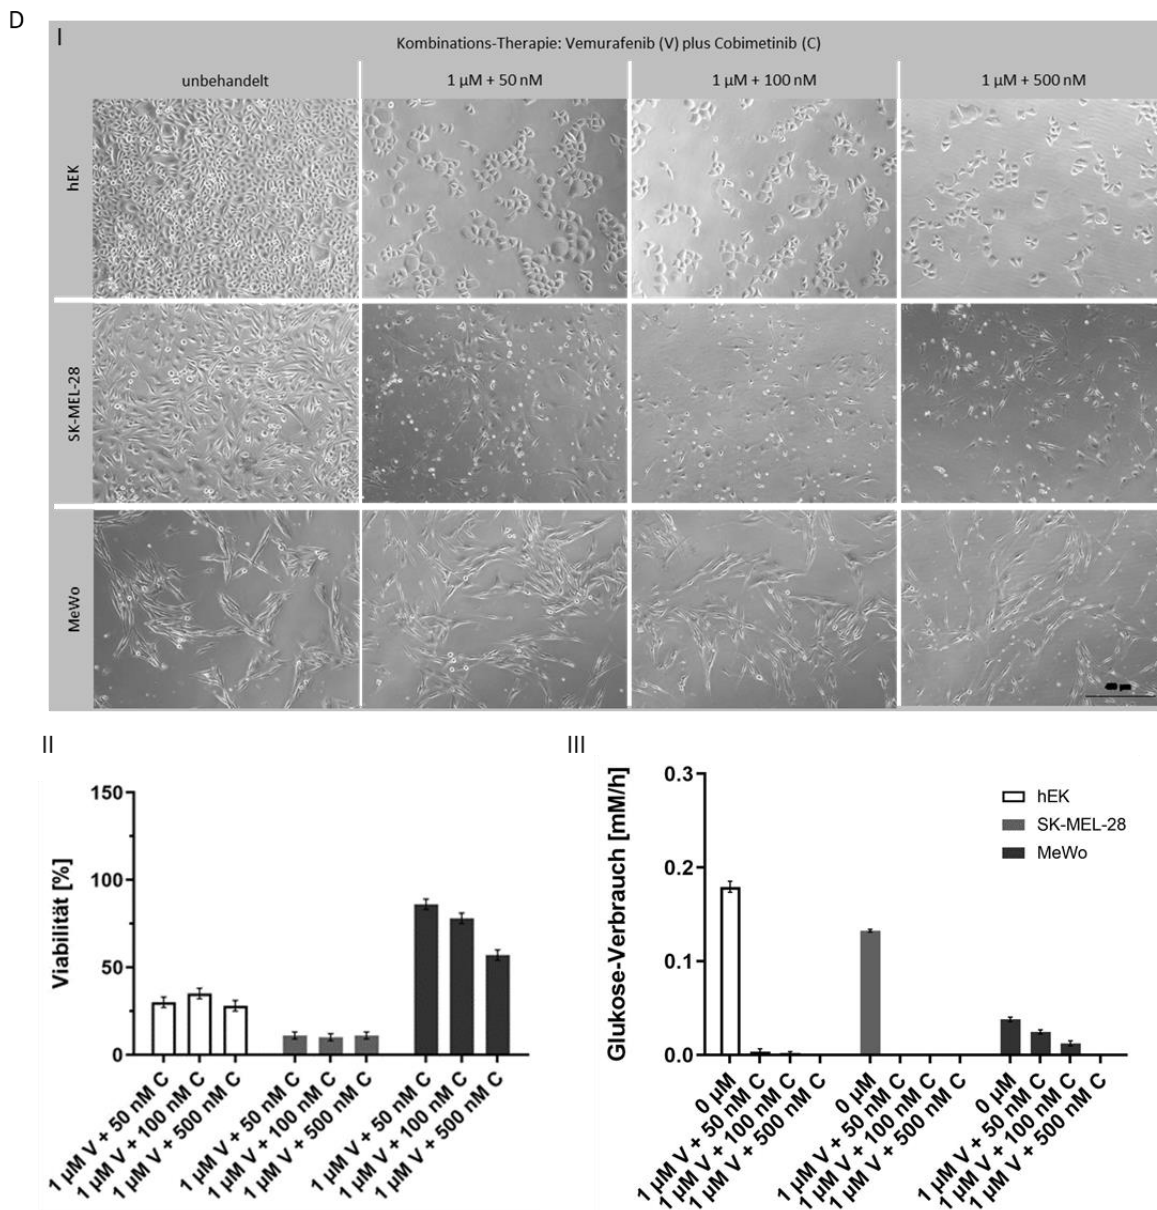 D
I
Kombinations-Therapie: Vemurafenib (V) plus Cobimetinib (C)
unbehandelt
1 µM + 50 nM
1 µM + 100 nM
1 µM + 500 nM
hEK
SK-MEL-28
MeWo
II
Viabilität [%]
150
100
50
0
1 µM V + 50 nM C
1 µM V + 100 nM C
1 µM V + 500 nM C
1 µM V + 50 nM C
1 µM V + 100 nM C
1 µM V + 500 nM C
1 µM V + 50 nM C
1 µM V + 100 nM C
1 µM V + 500 nM C
III
Glukose-Verbrauch [mM/h]
0.3
0.2
0.1
0.0
hEK
SK-MEL-28
MeWo
0 µM
1 µM V + 50 nM C
1 µM V + 100 nM C
1 µM V + 500 nM C
0 µM
1 µM V + 50 nM C
1 µM V + 100 nM C
1 µM V + 500 nM C
0 µM
1 µM V + 50 nM C
1 µM V + 100 nM C
1 µM V + 500 nM C